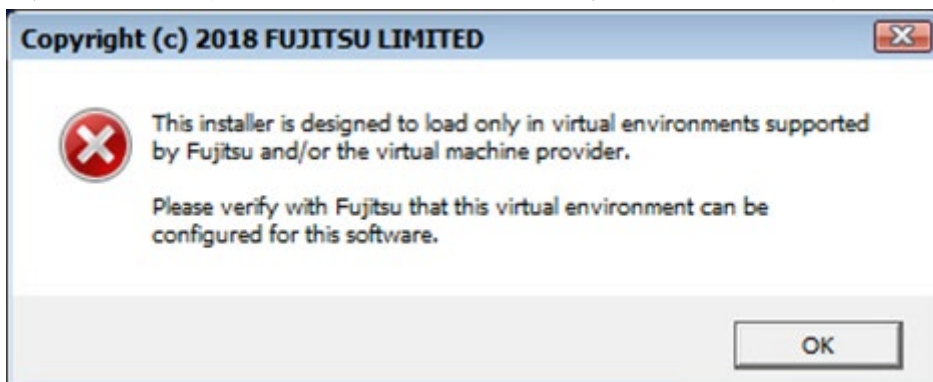 Copyright (c) 2018 FUJITSU LIMITED
This installer is designed to load only in virtual environments supported
by Fujitsu and/or the virtual machine provider.
Please verify with Fujitsu that this virtual environment can be
configured for this software.
OK